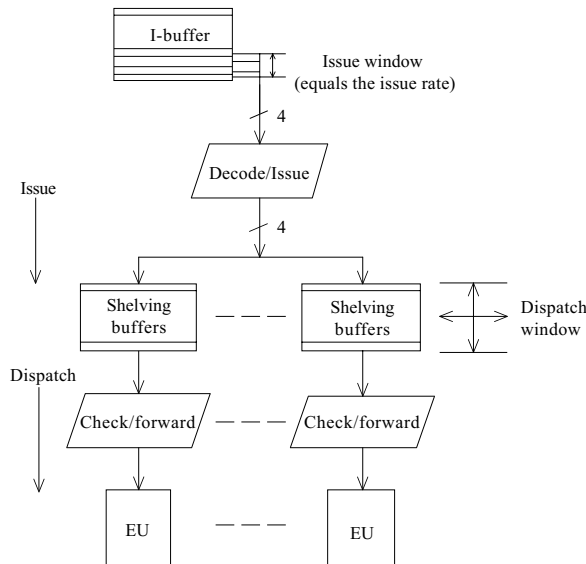 I-buffer
Issue window
(equals the issue rate)
4
Decode/Issue
Issue
4
Shelving
buffers
Shelving
buffers
Dispatch
window
Dispatch
Check/forward
Check/forward
EU
EU